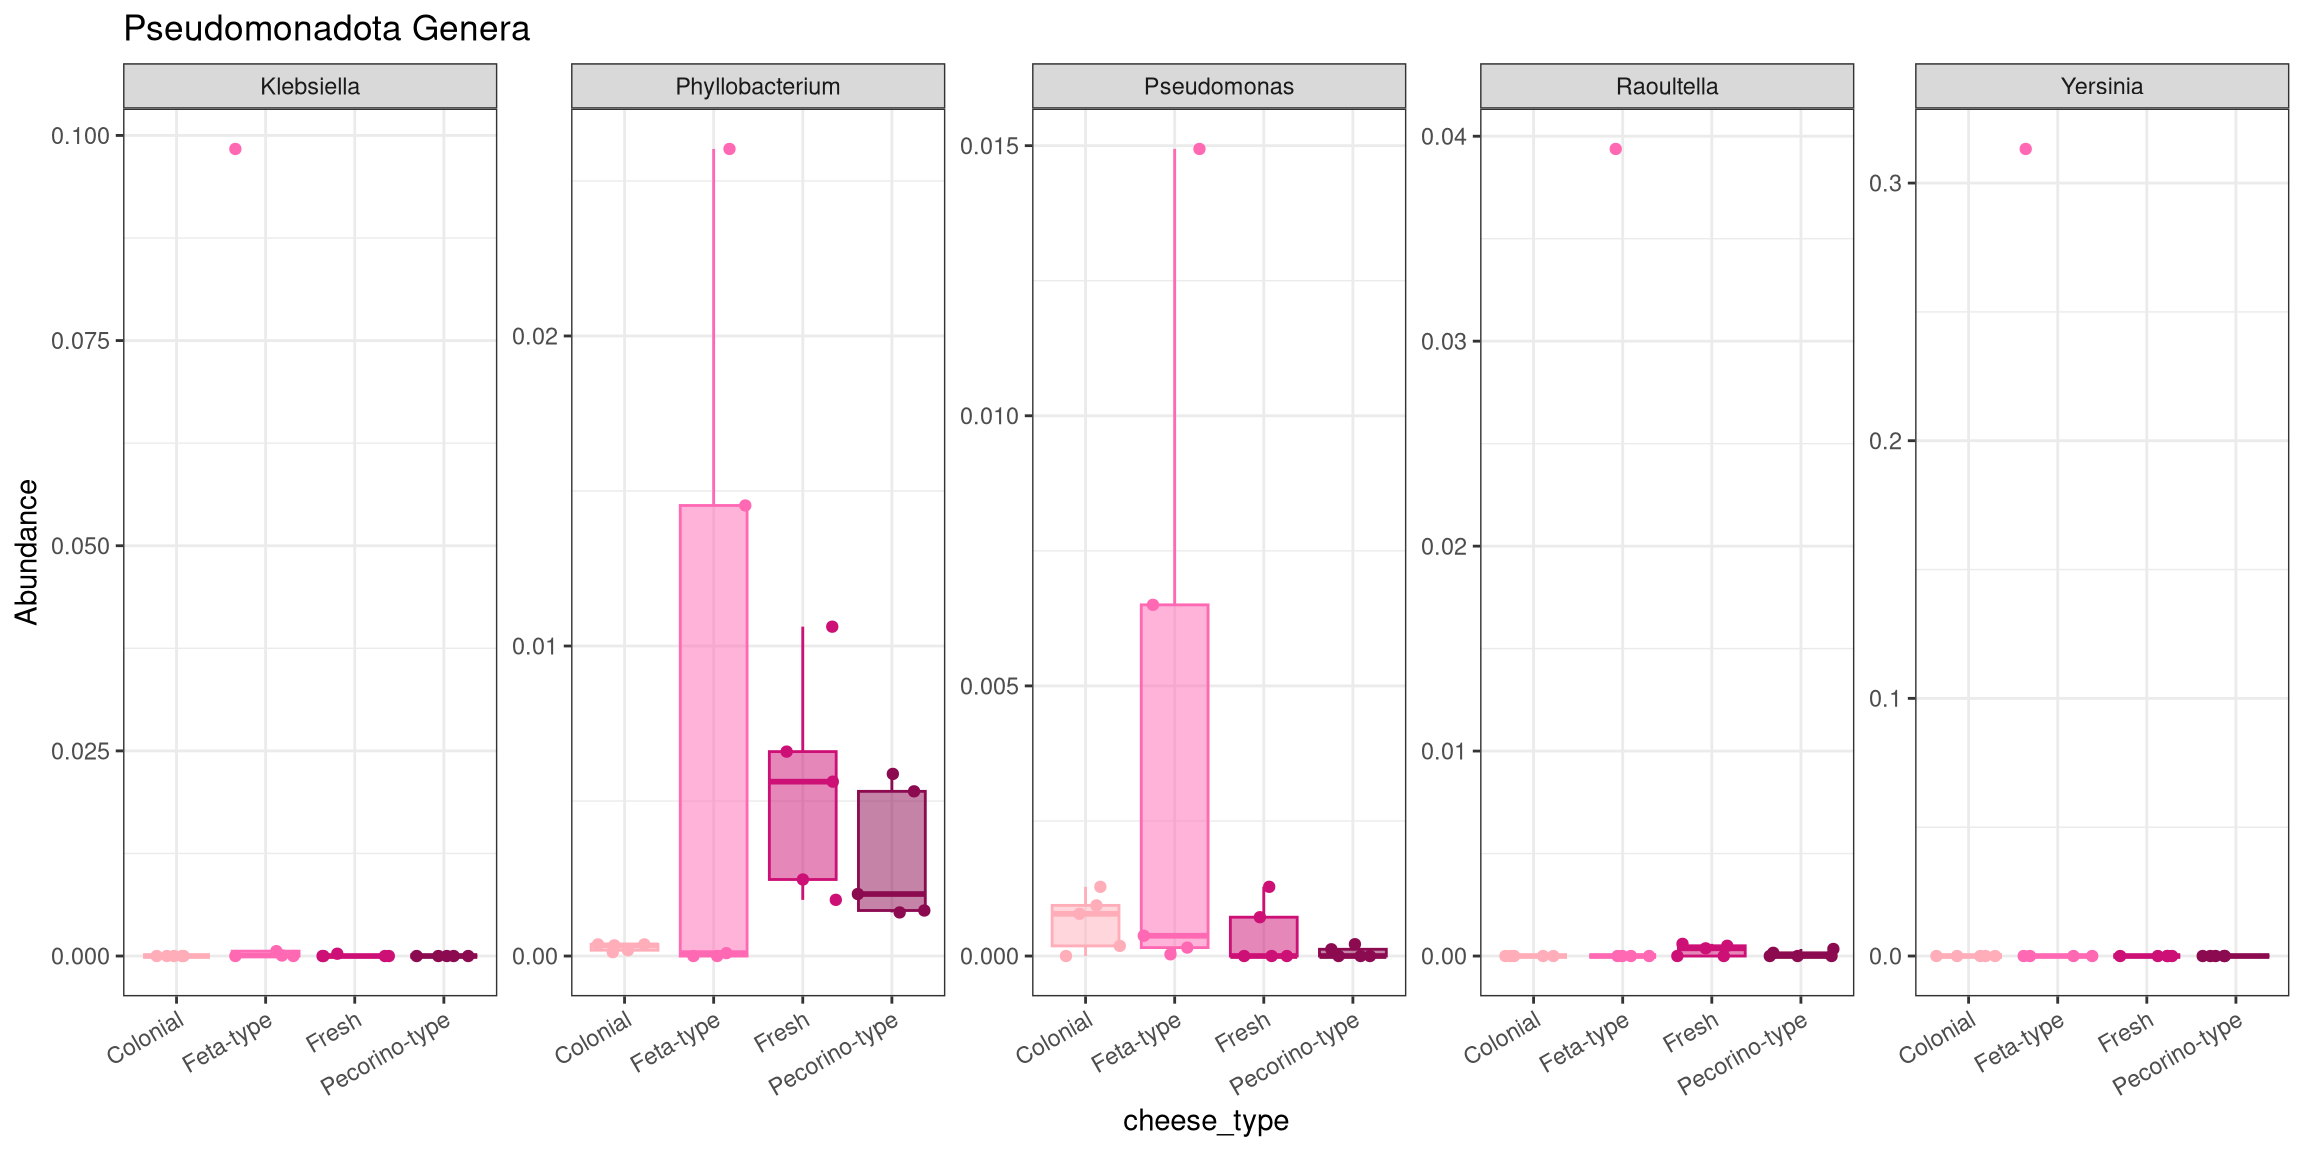 Pseudomonadota Genera
Klebsiella
Phyllobacterium
Pseudomonas
Raoultella
Yersinia
Abundance
0.100
0.075
0.050
0.025
0.000
0.02
0.01
0.00
0.015
0.010
0.005
0.000
0.04
0.03
0.02
0.01
0.00
0.3
0.2
0.1
0.0
Colonial
Feta-type
Fresh
Pecorino-type
Colonial
Feta-type
Fresh
Pecorino-type
Colonial
Feta-type
Fresh
Pecorino-type
Colonial
Feta-type
Fresh
Pecorino-type
Colonial
Feta-type
Fresh
Pecorino-type
cheese_type